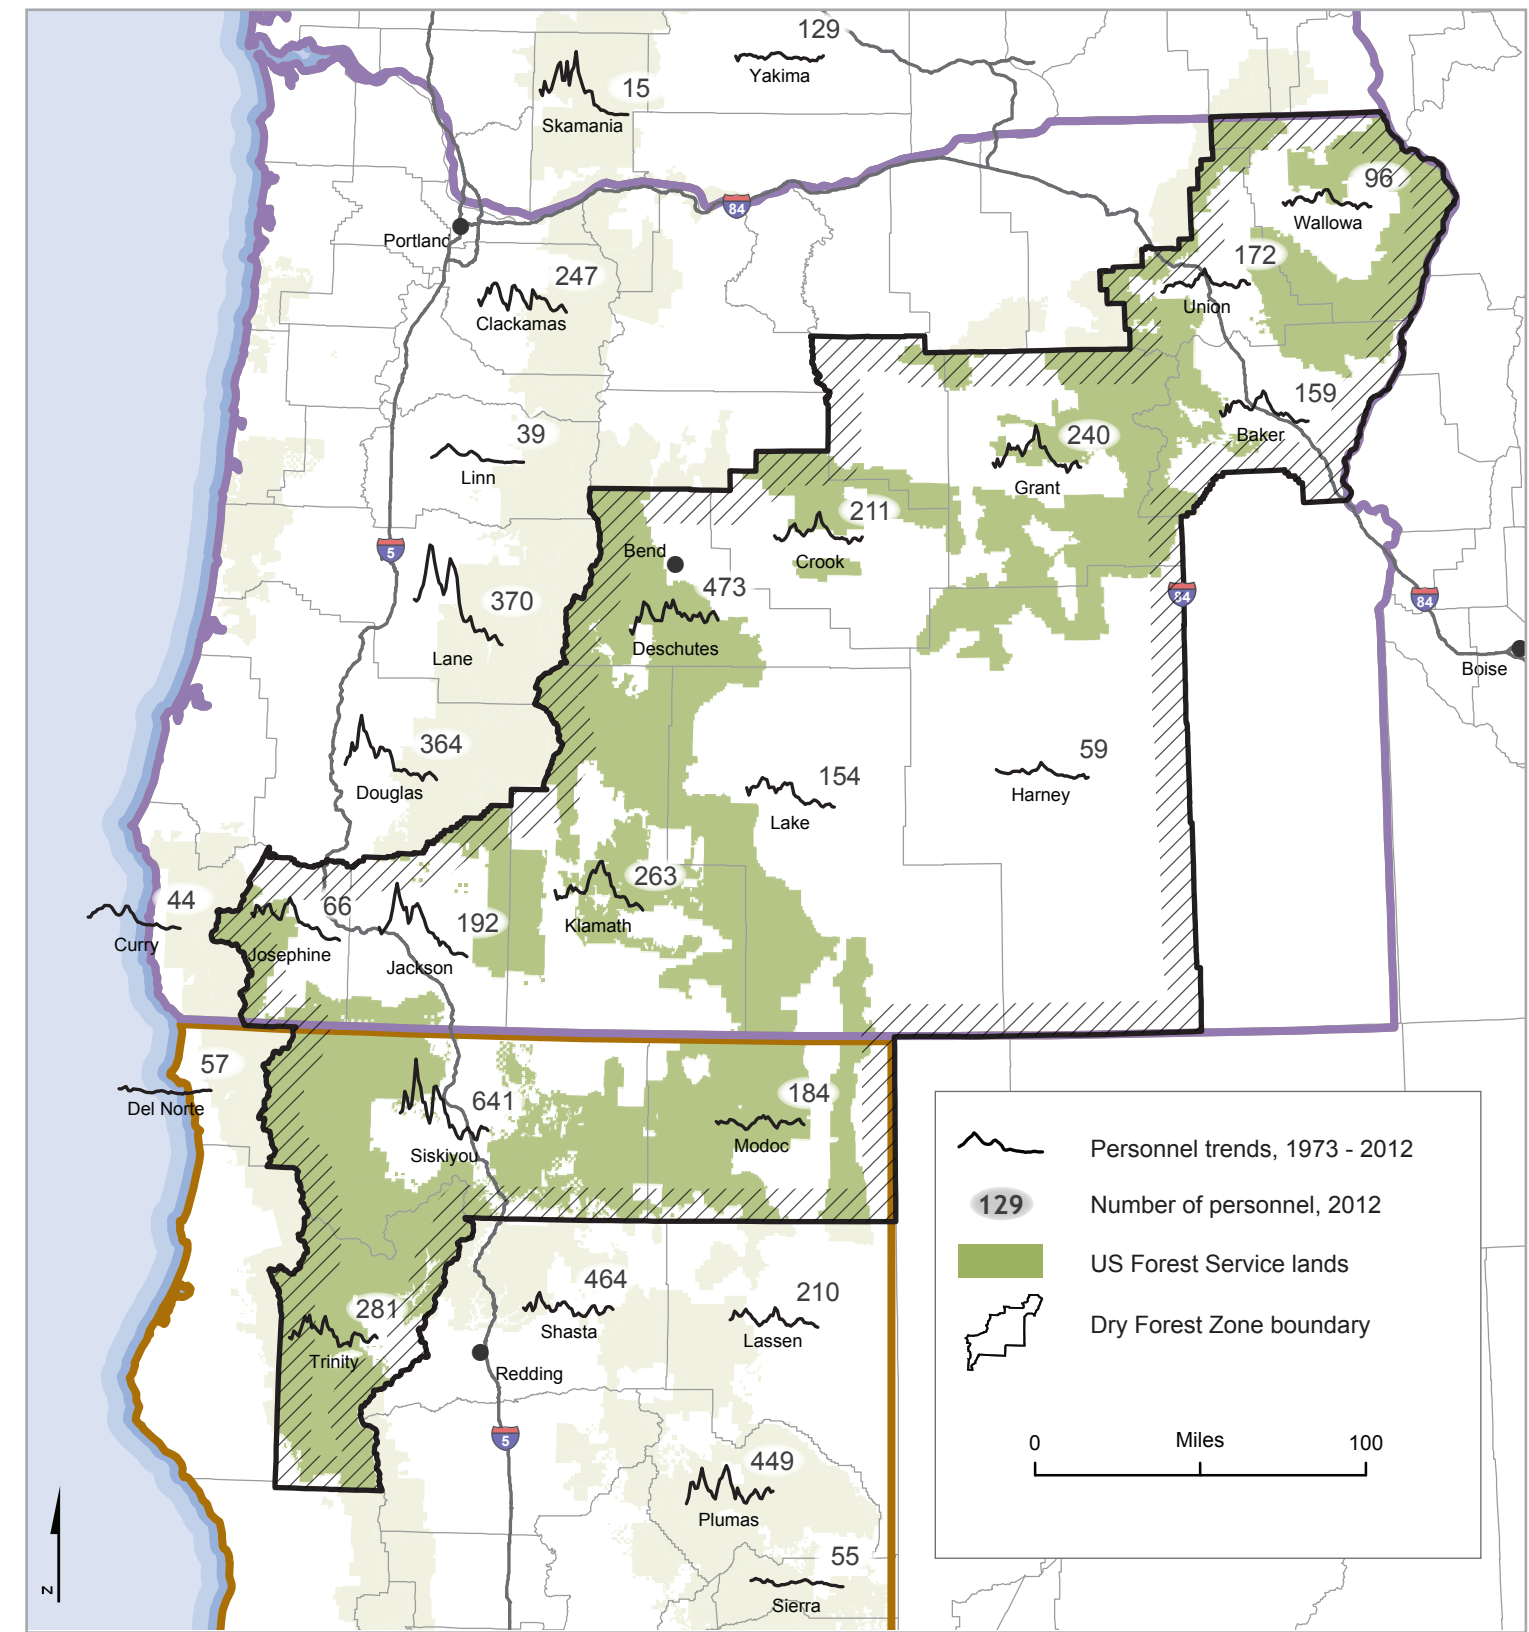 129
Yakima
15
Skamania
96
Wallowa
84
Portland
172
Union
247
Clackamas
159
Baker
39
Linn
240
Grant
211
Crook
5
Bend
473
Deschutes
84
84
370
Lane
Boise
364
Douglas
59
Harney
154
Lake
263
Klamath
44
Curry
66
Josephine
192
Jackson
57
Del Norte
641
Siskiyou
184
Modoc
Personnel trends, 1973 - 2012
129
Number of personnel, 2012
US Forest Service lands
Dry Forest Zone boundary
0
Miles
100
464
Shasta
210
Lassen
281
Trinity
Redding
5
449
Plumas
55
Sierra
N